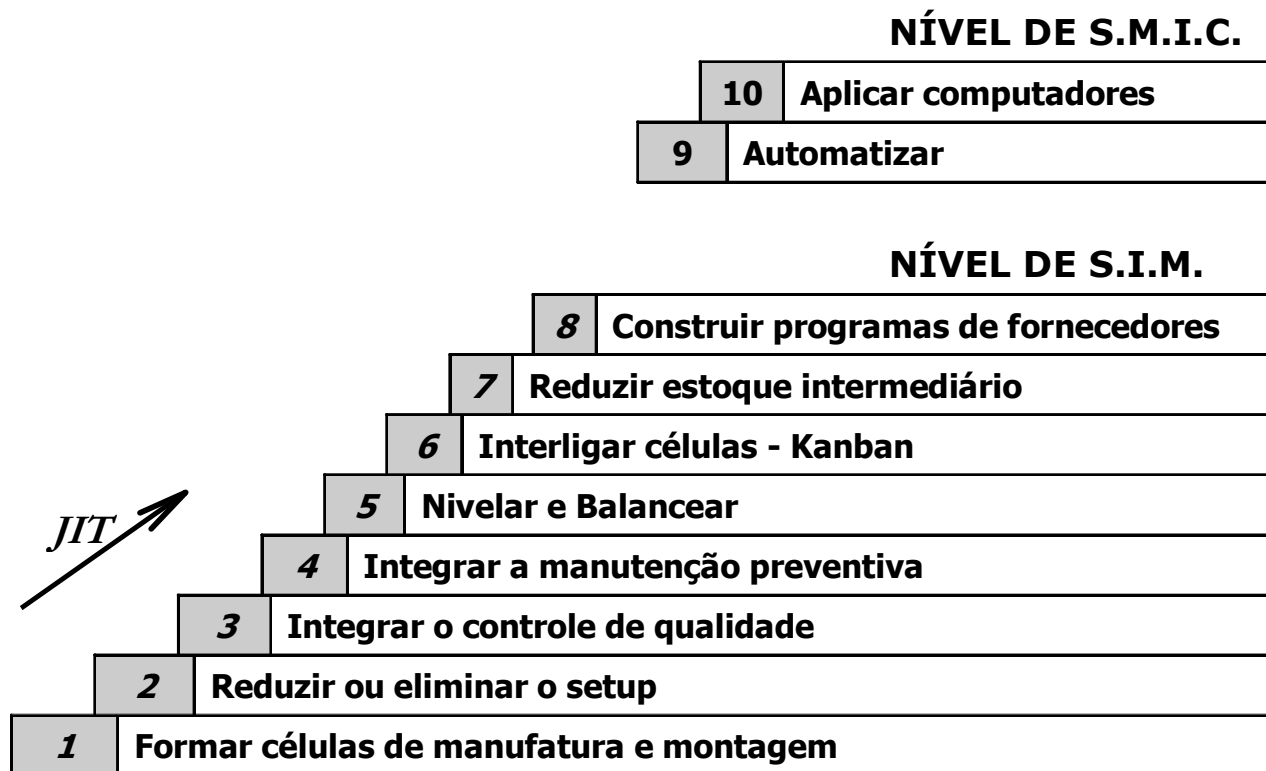 NÍVEL DE S.M.I.C.
10 Aplicar computadores
9 Automatizar
NÍVEL DE S.I.M.
8 Construir programas de fornecedores
7 Reduzir estoque intermediário
6 Interligar células - Kanban
5 Nivelar e Balancear
JIT
4 Integrar a manutenção preventiva
3 Integrar o controle de qualidade
2 Reduzir ou eliminar o setup
1 Formar células de manufatura e montagem